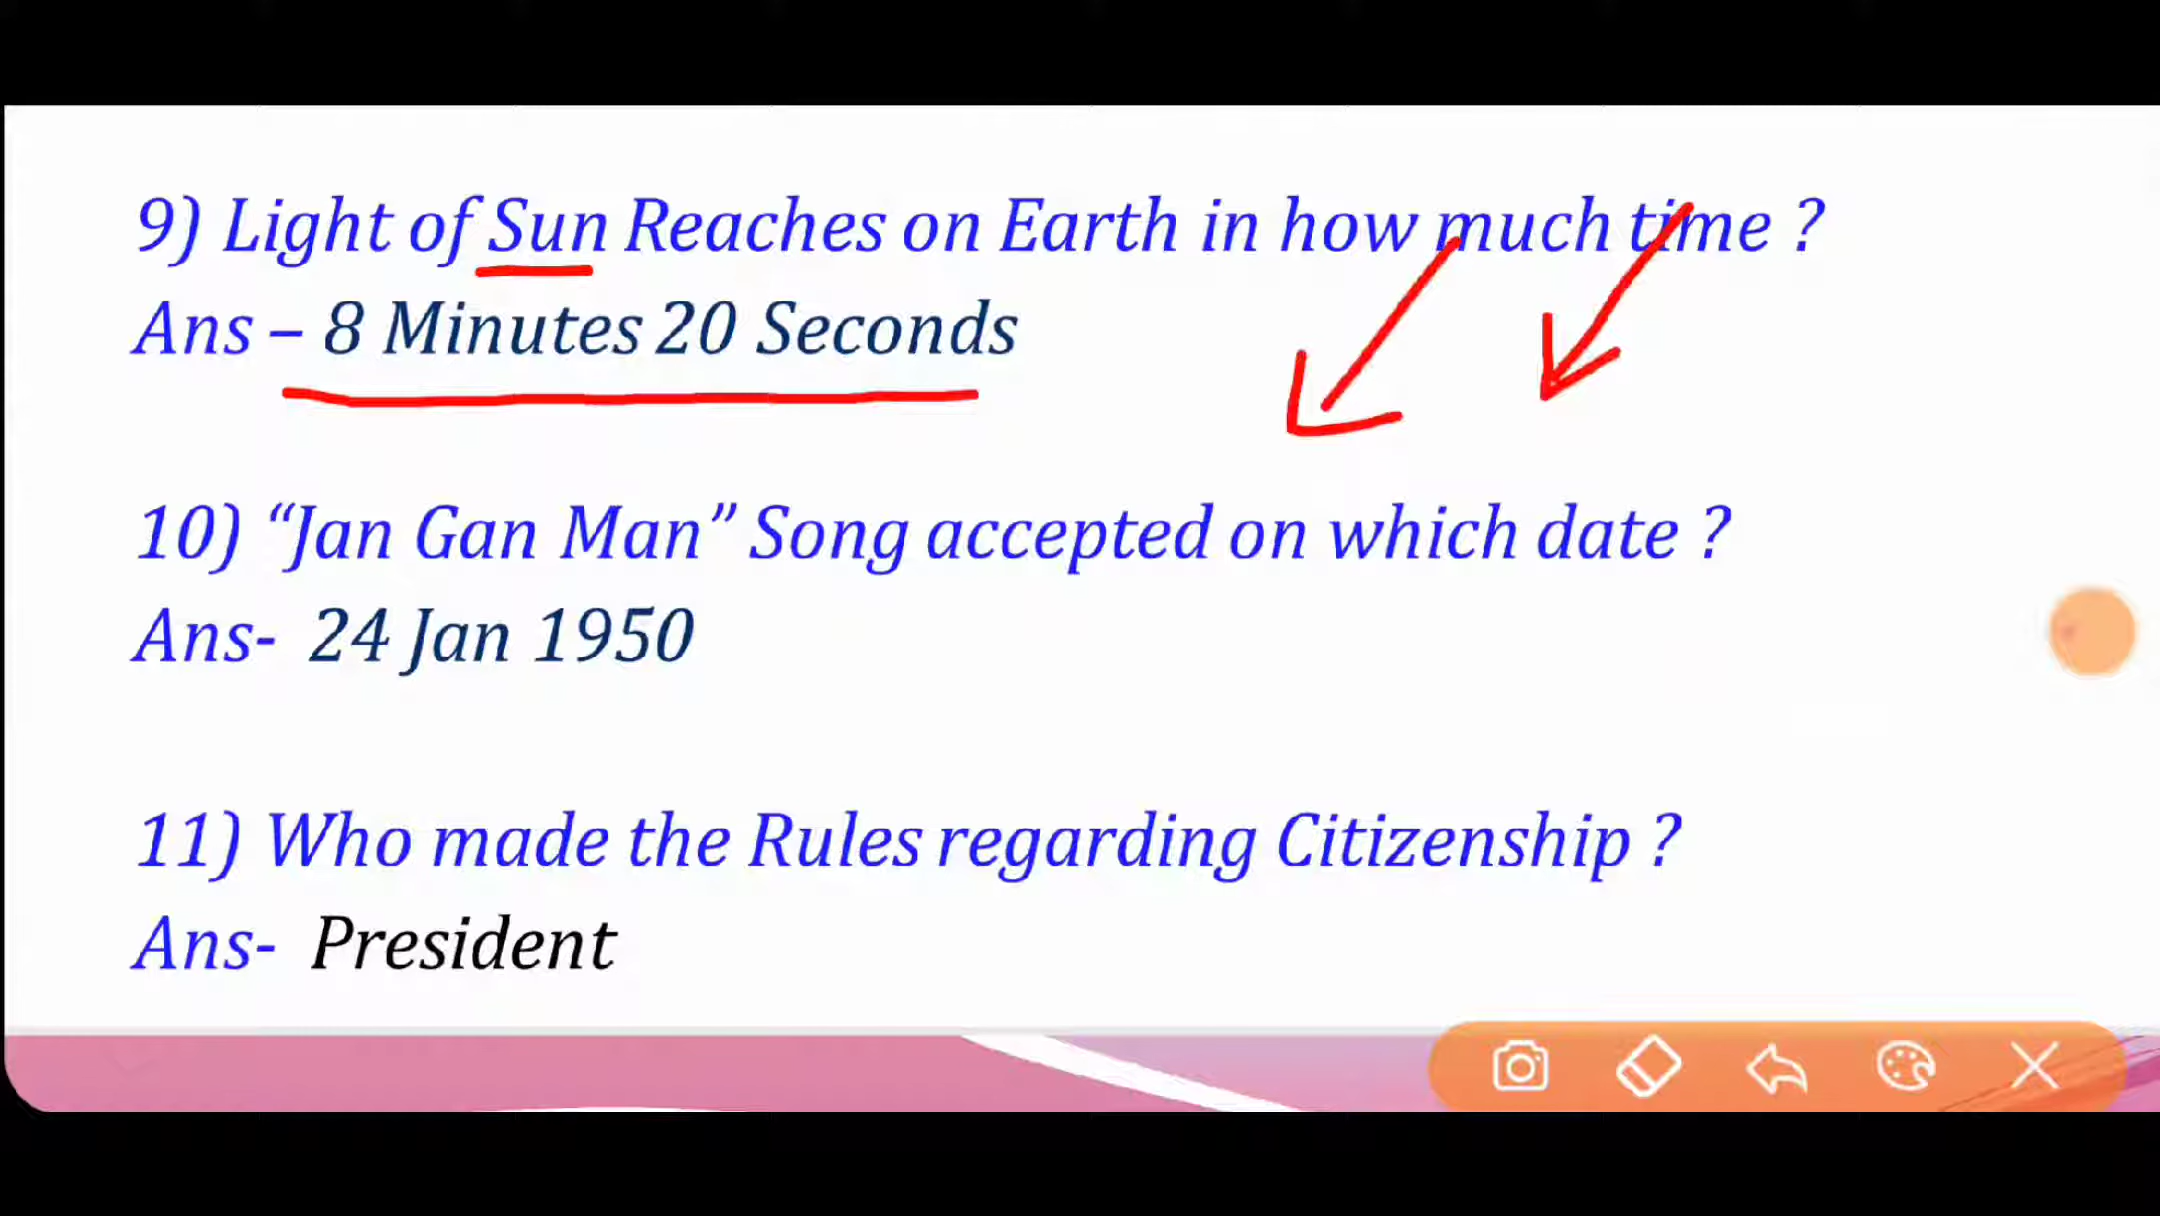 9) Light of Sun Reaches on Earth in how much time ?
Ans – 8 Minutes 20 Seconds
10) “Jan Gan Man” Song accepted on which date ?
Ans- 24 Jan 1950
11) Who made the Rules regarding Citizenship ?
Ans- President